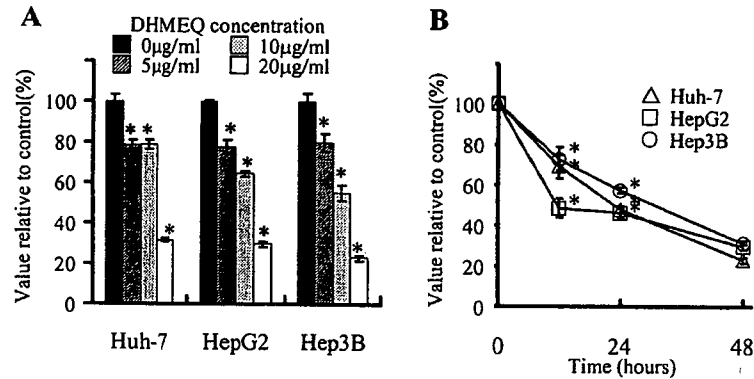 A
DHMEQ concentration
0μg/ml
10μg/ml
5μg/ml
20μg/ml
Value relative to control(%)
100
80
60
40
20
0
* * *
* * *
* * *
Huh-7
HepG2
Hep3B
B
Value relative to control(%)
100
80
60
40
20
0
Huh-7
HepG2
Hep3B
* * *
* * *
0
24
48
Time (hours)